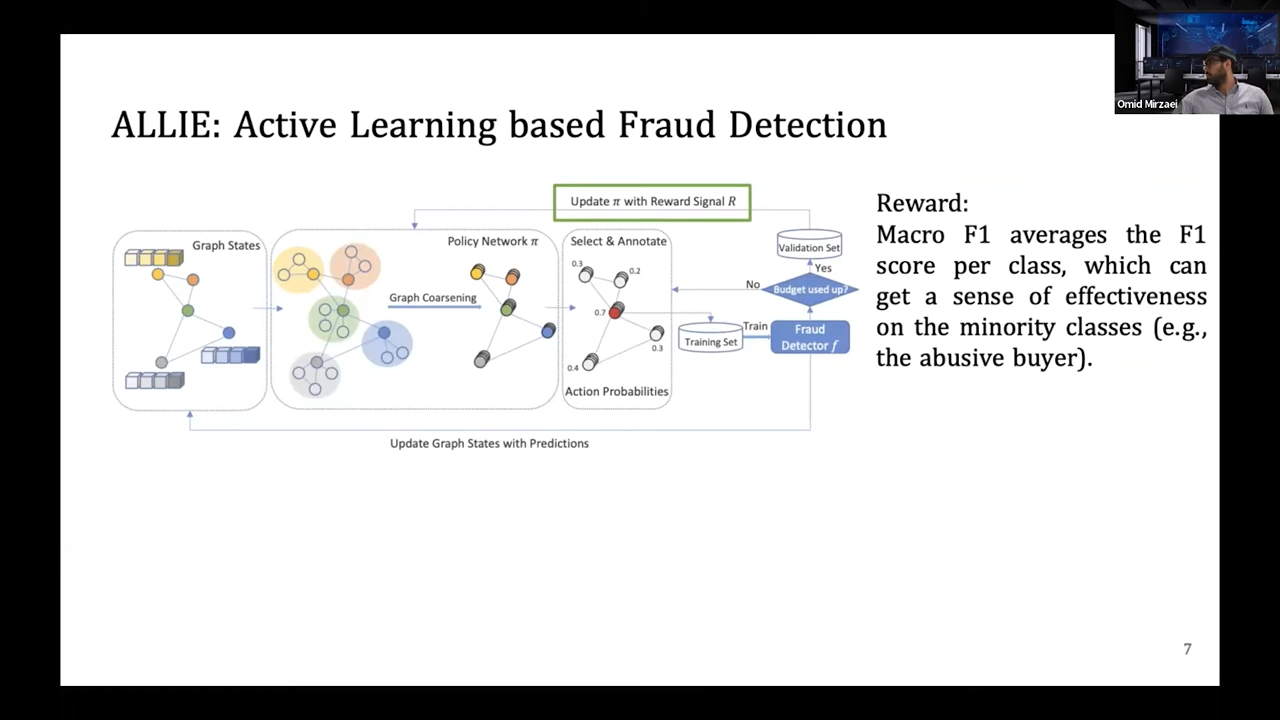 Omid Mirzaei
ALLIE: Active Learning based Fraud Detection
Update π with Reward Signal R
Graph States
Policy Network π
Graph Coarsening
Select & Annotate
0.3
0.2
0.7
0.3
0.4
Action Probabilities
Validation Set
Yes
No
Budget used up?
Training Set
Train
Fraud
Detector f
Update Graph States with Predictions
Reward:
Macro F1 averages the F1
score per class, which can
get a sense of effectiveness
on the minority classes (e.g.,
the abusive buyer).
7